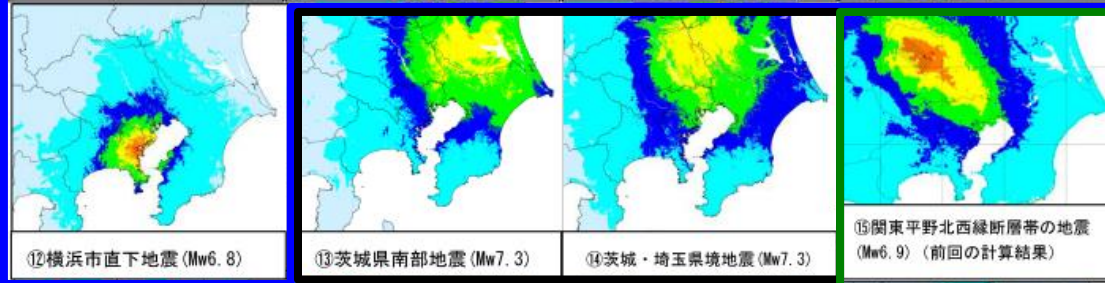 ⑫横浜市直下地震(Mw6.8)
⑬茨城県南部地震(Mw7.3)
⑭茨城・埼玉県境地震(Mw7.3)
⑮関東平野北西縁断層帯の地震
(Mw6.9) (前回の計算結果)